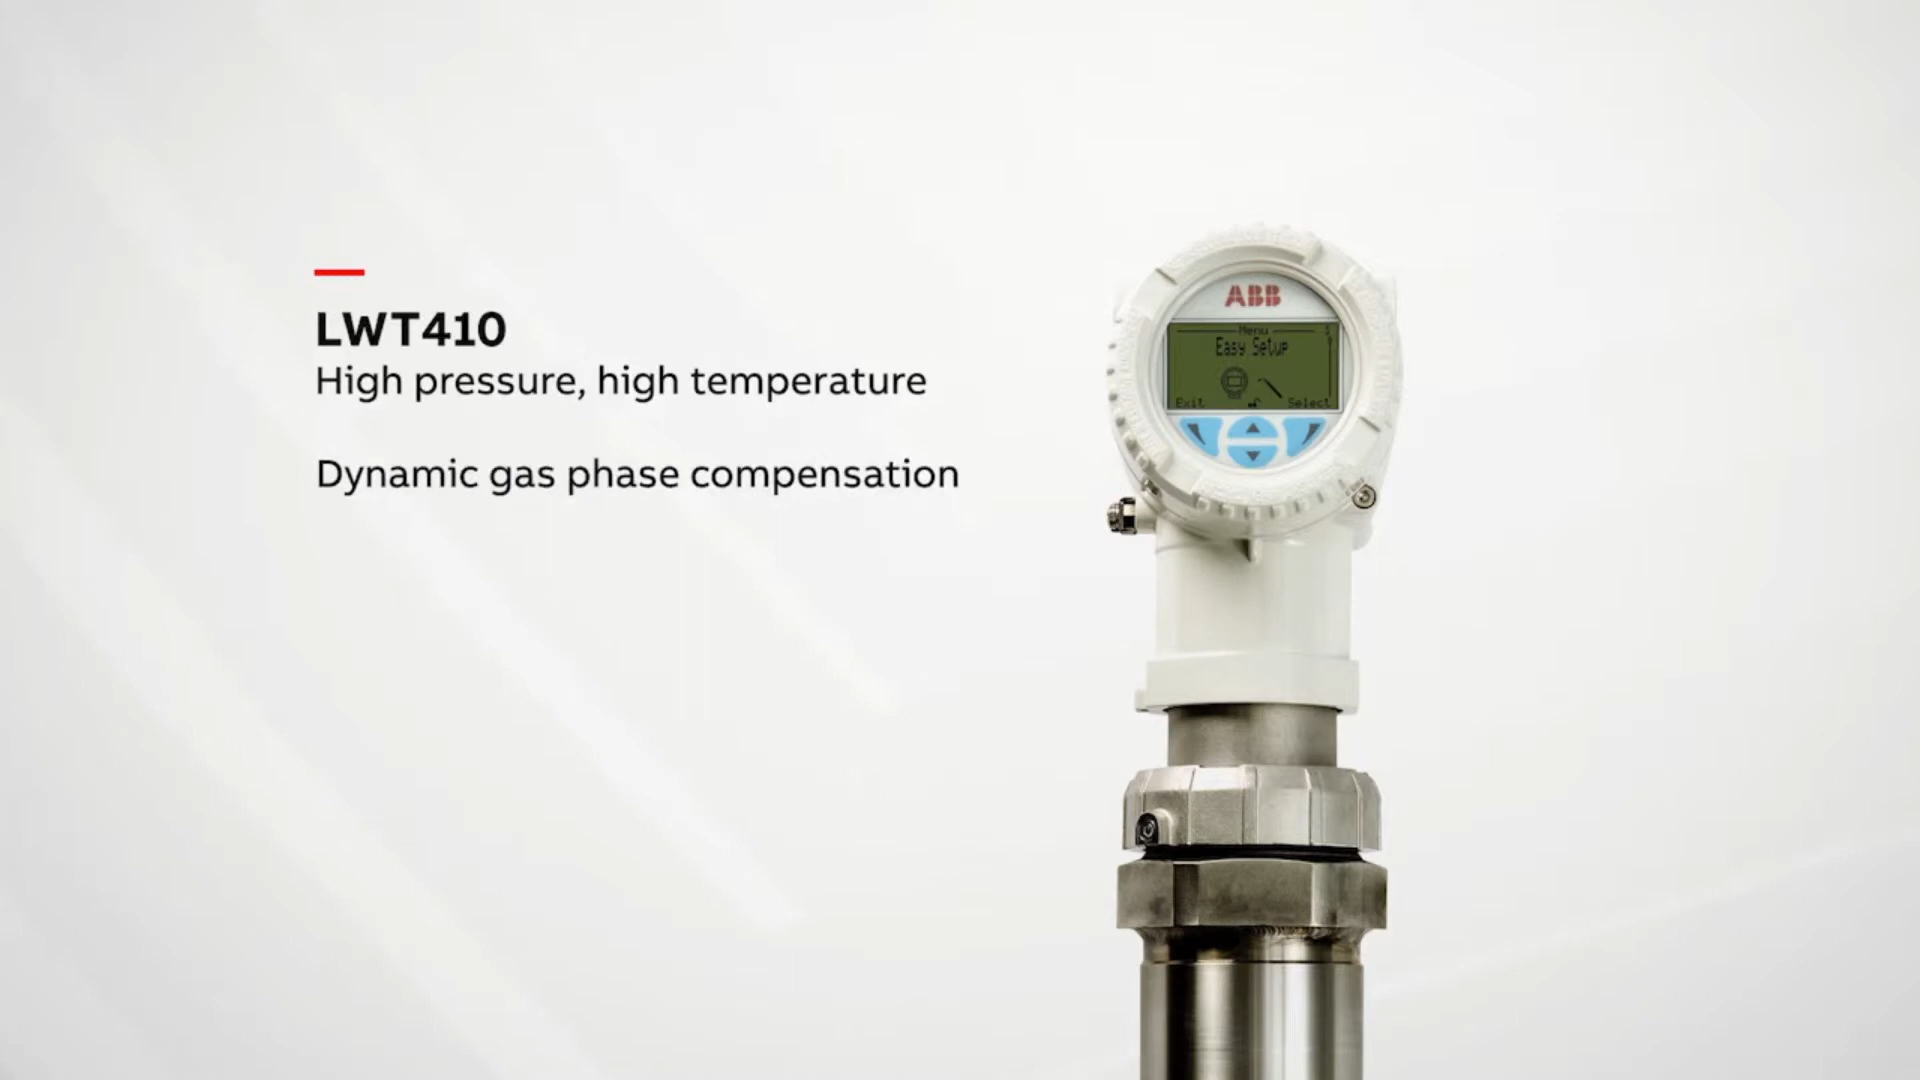 LWT410
High pressure, high temperature
Dynamic gas phase compensation
ABB
Menu
Easy Setup
Exit
Select